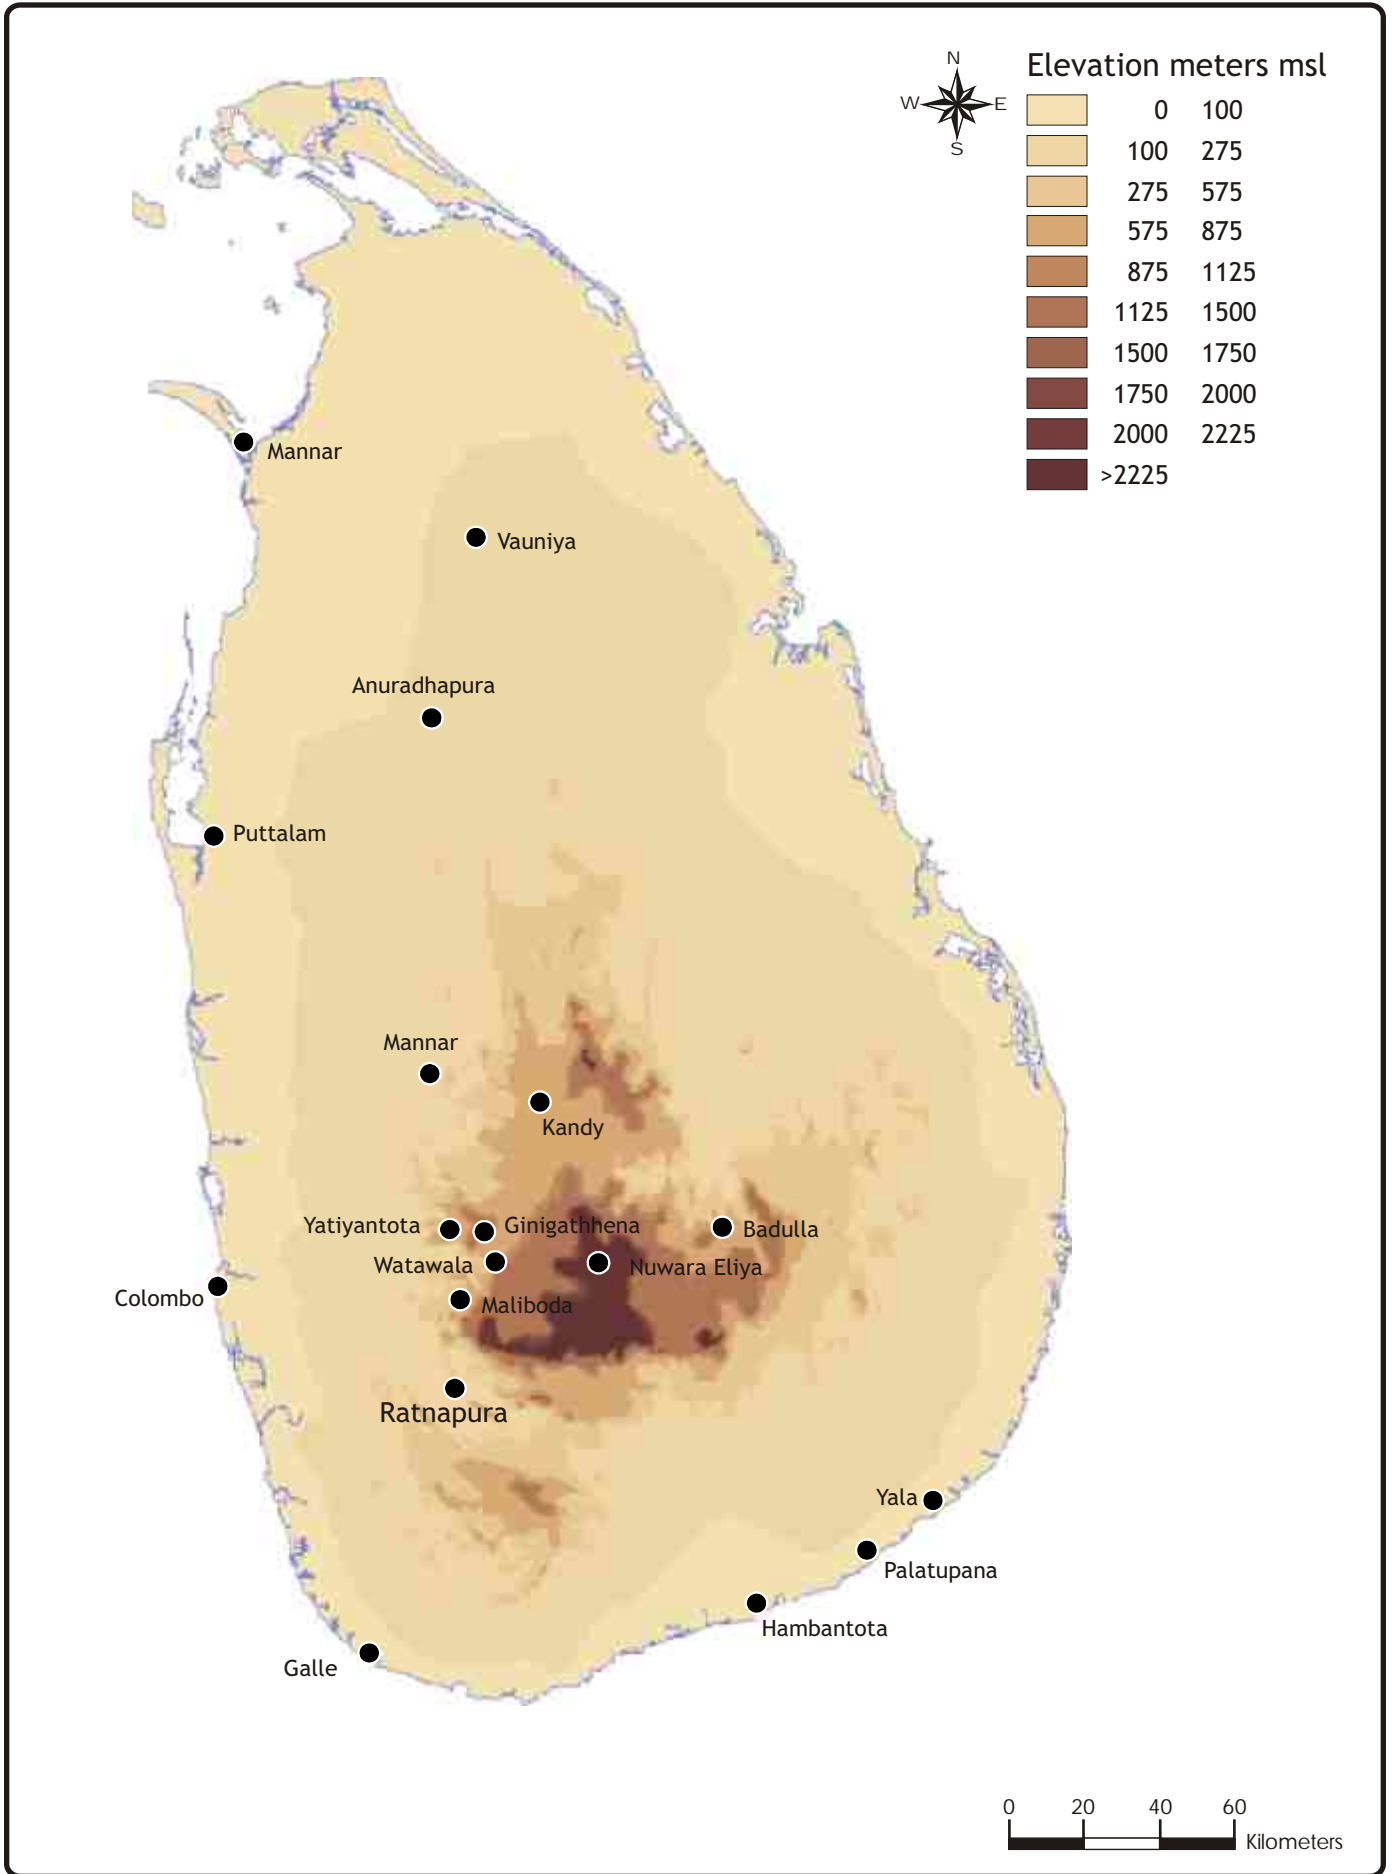 N
Elevation meters msl
W E
S
0 100
100 275
275 575
575 875
875 1125
1125 1500
1500 1750
1750 2000
2000 2225
>2225
Mannar
Vauniya
Anuradhapura
Puttalam
Mannar
Kandy
Yatiyantota
Ginigathhena
Badulla
Watawala
Nuwara Eliya
Colombo
Maliboda
Ratnapura
Yala
Palatupana
Hambantota
Galle
0 20 40 60
Kilometers